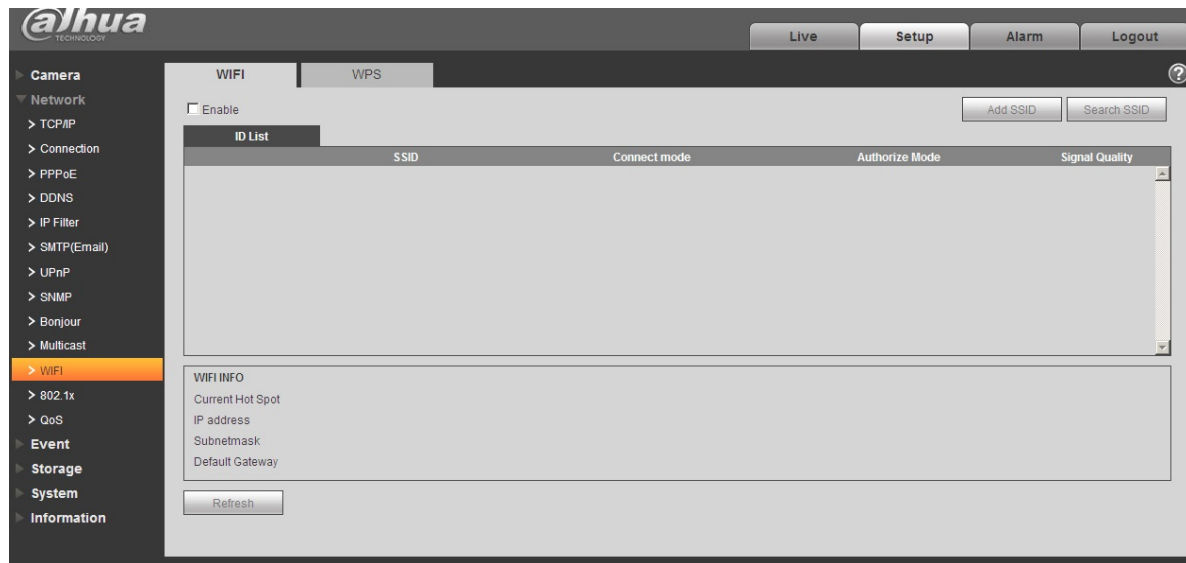 alhua
TECHNOLOGY
Live Setup Alarm Logout
Camera
Network
> TCP/IP
> Connection
> PPPoE
> DDNS
> IP Filter
> SMTP(Email)
> UPnP
> SNMP
> Bonjour
> Multicast
> WIFI
> 802.1x
> QoS
Event
Storage
System
Information
WIFI WPS
?
Enable Add SSID Search SSID
ID List
SSID Connect mode Authorize Mode Signal Quality
WIFI INFO
Current Hot Spot
IP address
Subnetmask
Default Gateway
Refresh